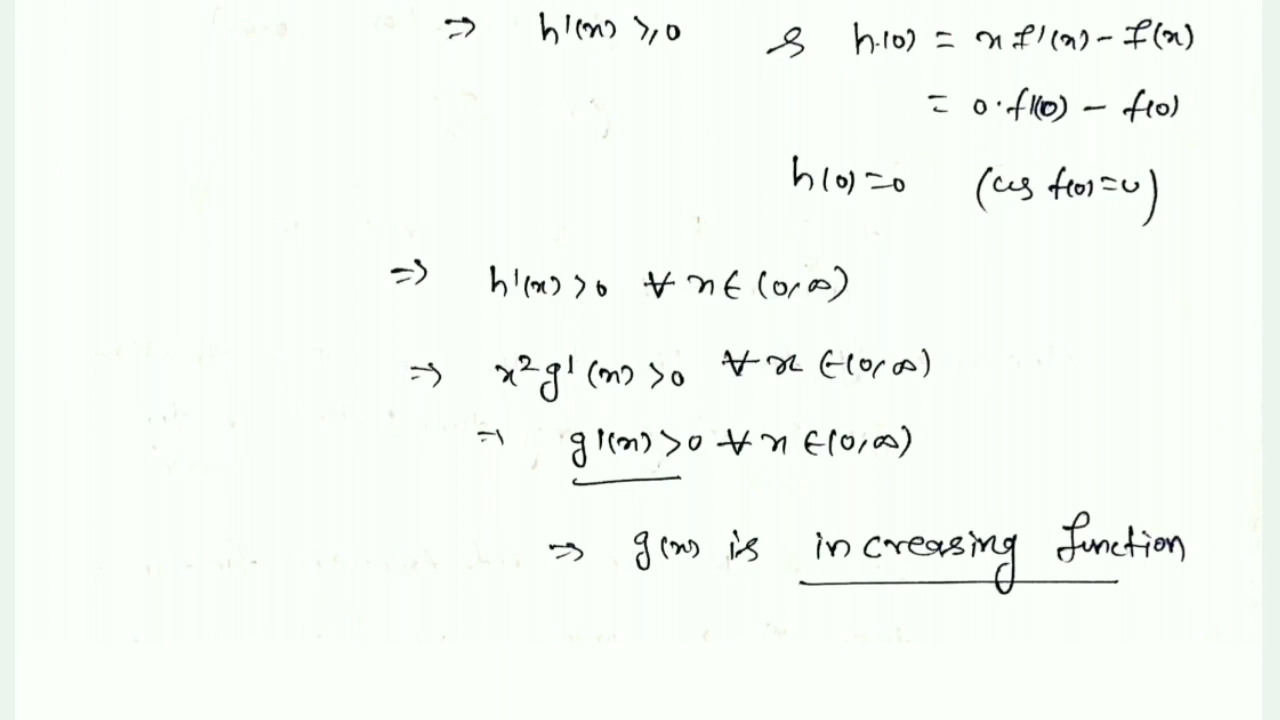 ⇒ h'(x) ≥ 0 & h(0) = x f'(x) - f(x)
= 0·f'(0) - f(0)
h(0) = 0 (as f(0) = 0)
⇒ h'(x) > 0 ∀ x ∈ (0, ∞)
⇒ x² g'(x) > 0 ∀ x ∈ (0, ∞)
⇒ g'(x) > 0 ∀ x ∈ (0, ∞)
⇒ g(x) is increasing function